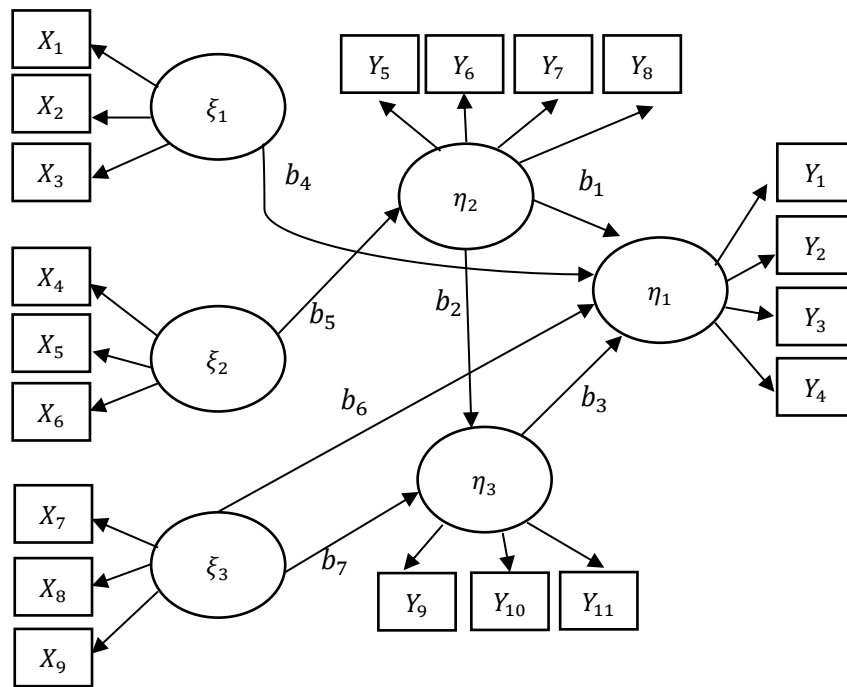 X₁
X₂
X₃
ξ₁
Y₅
Y₆
Y₇
Y₈
b₄
η₂
b₁
Y₁
Y₂
Y₃
Y₄
η₁
X₄
X₅
X₆
ξ₂
b₅
b₂
b₆
b₃
X₇
X₈
X₉
ξ₃
b₇
η₃
Y₉
Y₁₀
Y₁₁